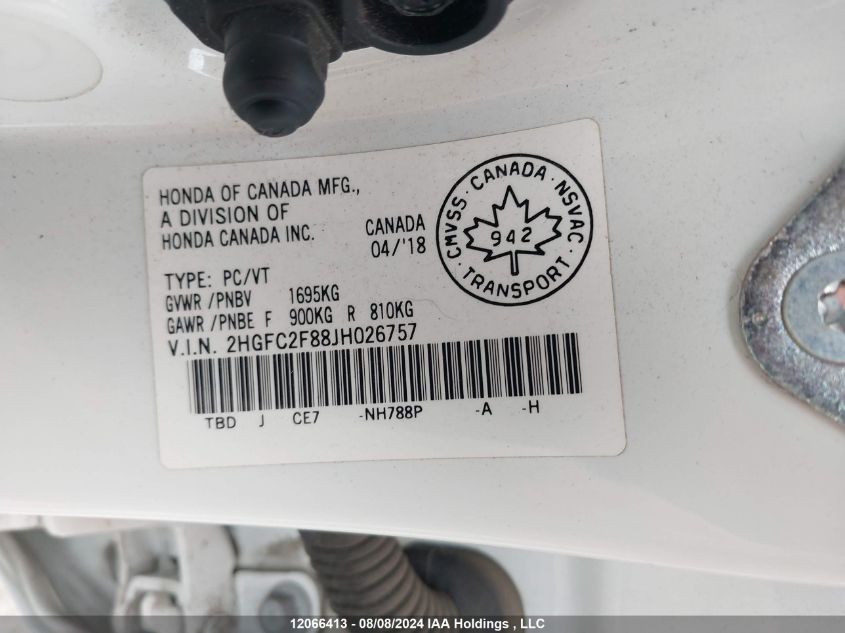 HONDA OF CANADA MFG.,
A DIVISION OF
HONDA CANADA INC.
CANADA
04/'18
CMVSS · CANADA · NSVAC
942
· TRANSPORT ·
TYPE: PC/VT
GVWR /PNBV 1695KG
GAWR /PNBE F 900KG R 810KG
V.I.N. 2HGFC2F88JH026757
TBD J CE7 -NH788P -A -H
12066413 - 08/08/2024 IAA Holdings , LLC